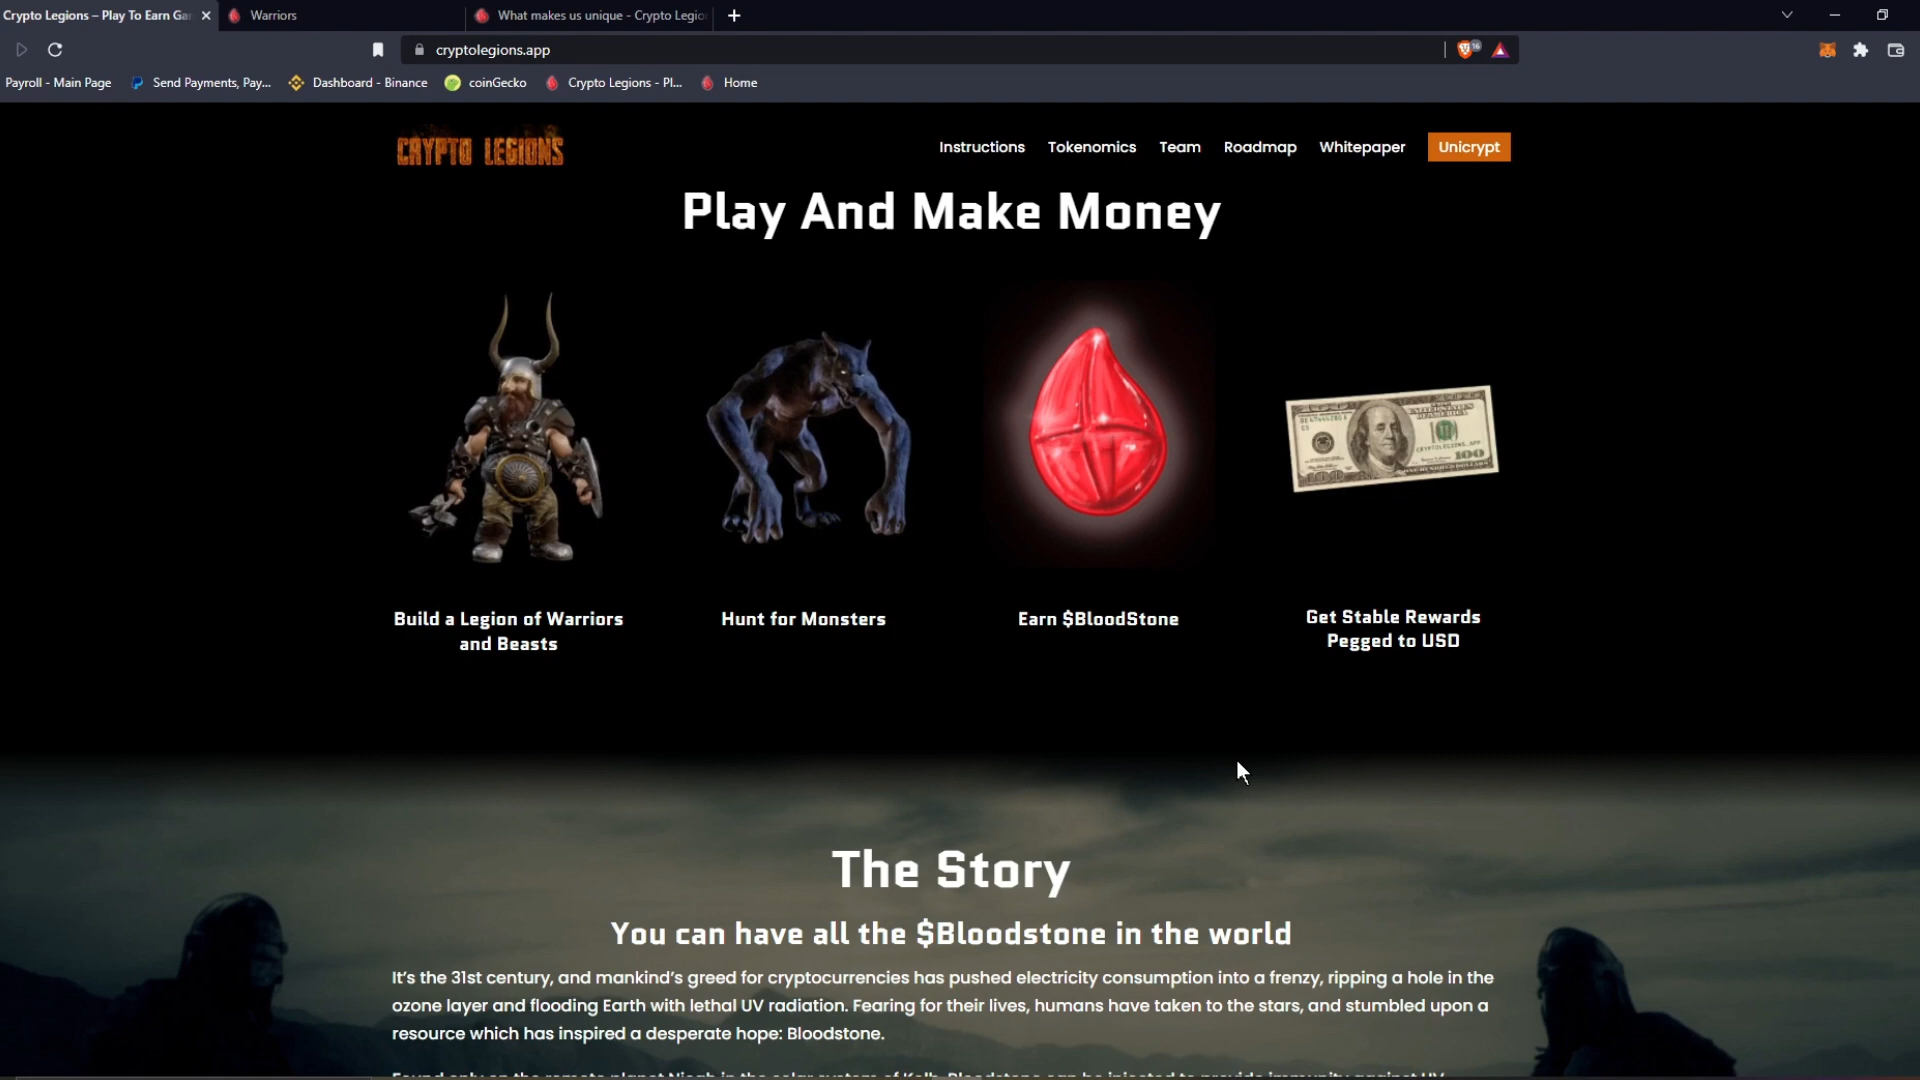 Crypto Legions – Play To Earn Ga
Warriors
What makes us unique - Crypto Legio
cryptolegions.app
16
Payroll - Main Page
Send Payments, Pay...
Dashboard - Binance
coinGecko
Crypto Legions - Pl...
Home
CRYPTO LEGIONS
Instructions
Tokenomics
Team
Roadmap
Whitepaper
Unicrypt
Play And Make Money
100
100
Build a Legion of Warriors
and Beasts
Hunt for Monsters
Earn $BloodStone
Get Stable Rewards
Pegged to USD
The Story
You can have all the $Bloodstone in the world
It's the 31st century, and mankind's greed for cryptocurrencies has pushed electricity consumption into a frenzy, ripping a hole in the
ozone layer and flooding Earth with lethal UV radiation. Fearing for their lives, humans have taken to the stars, and stumbled upon a
resource which has inspired a desperate hope: Bloodstone.